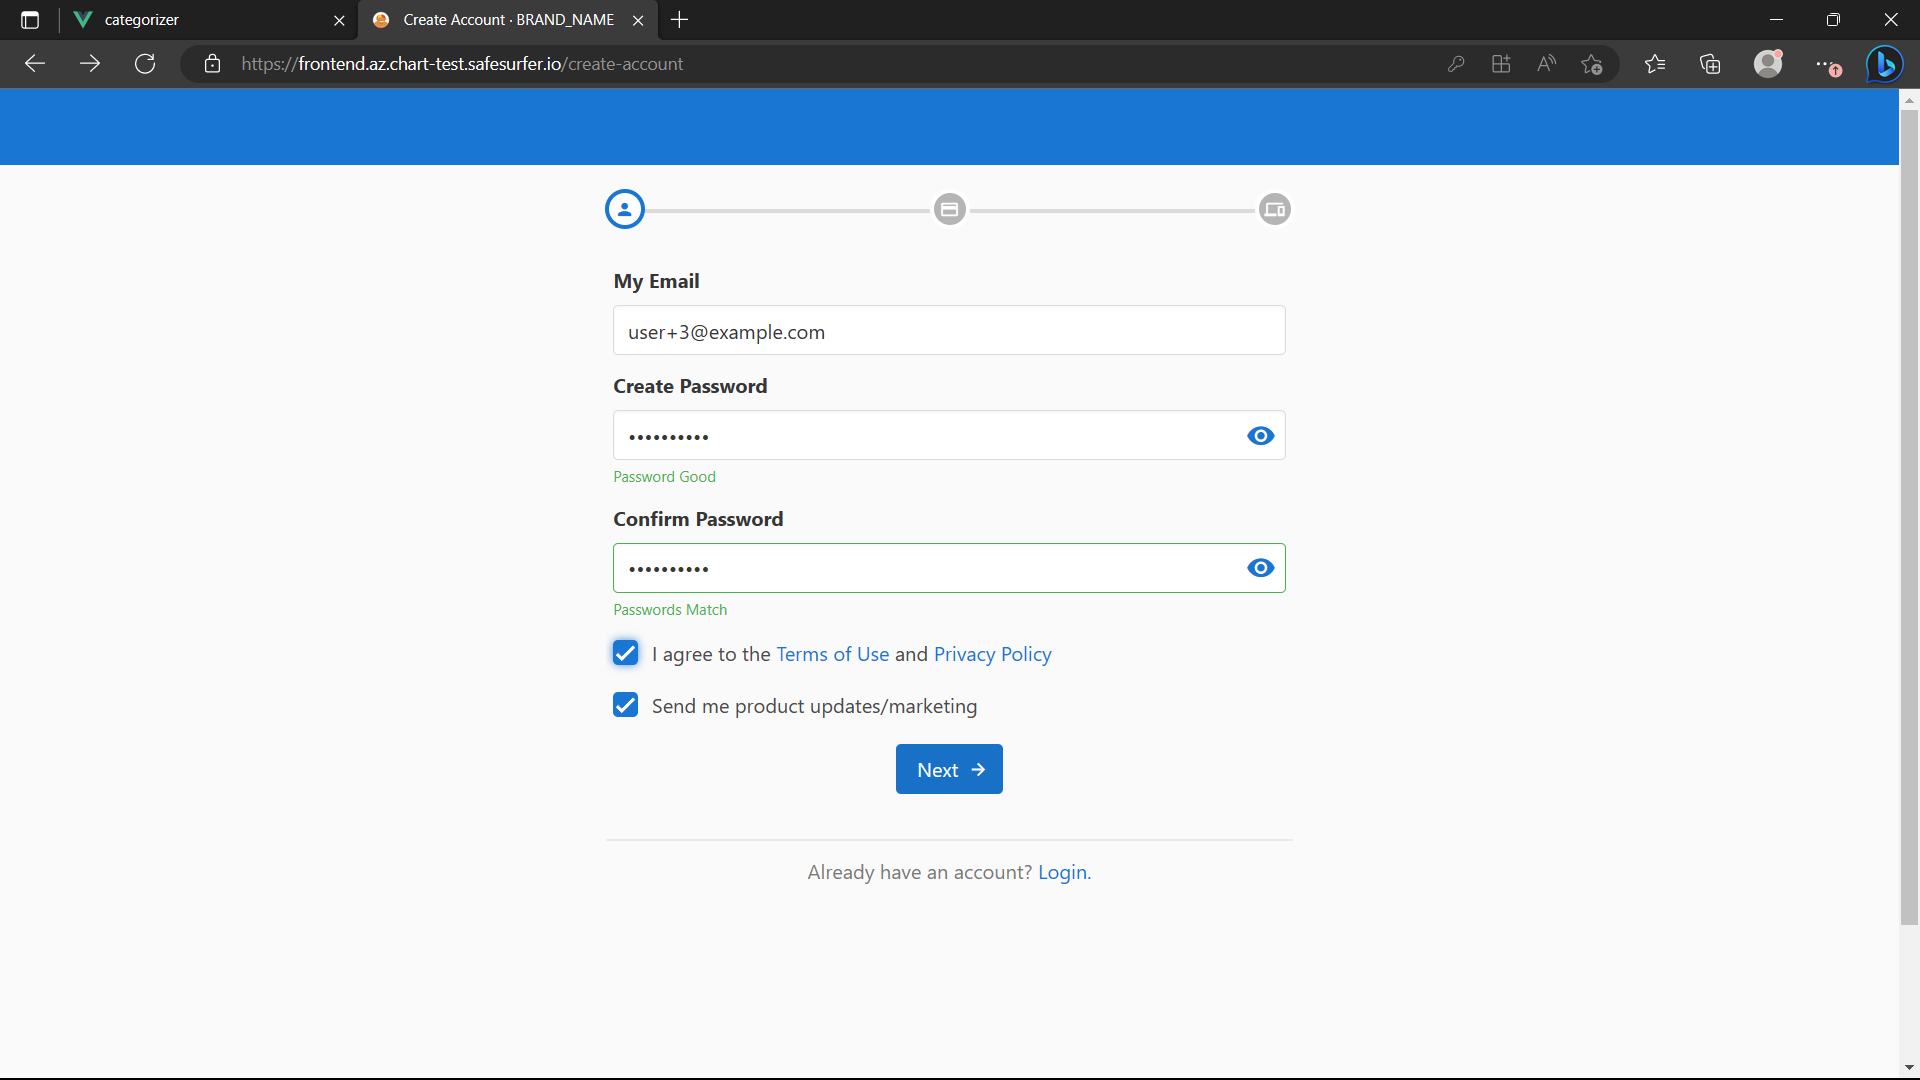 categorizer
Create Account · BRAND_NAME
https://frontend.az.chart-test.safesurfer.io/create-account
My Email
user+3@example.com
Create Password
••••••••••
Password Good
Confirm Password
••••••••••
Passwords Match
I agree to the Terms of Use and Privacy Policy
Send me product updates/marketing
Next
Already have an account? Login.